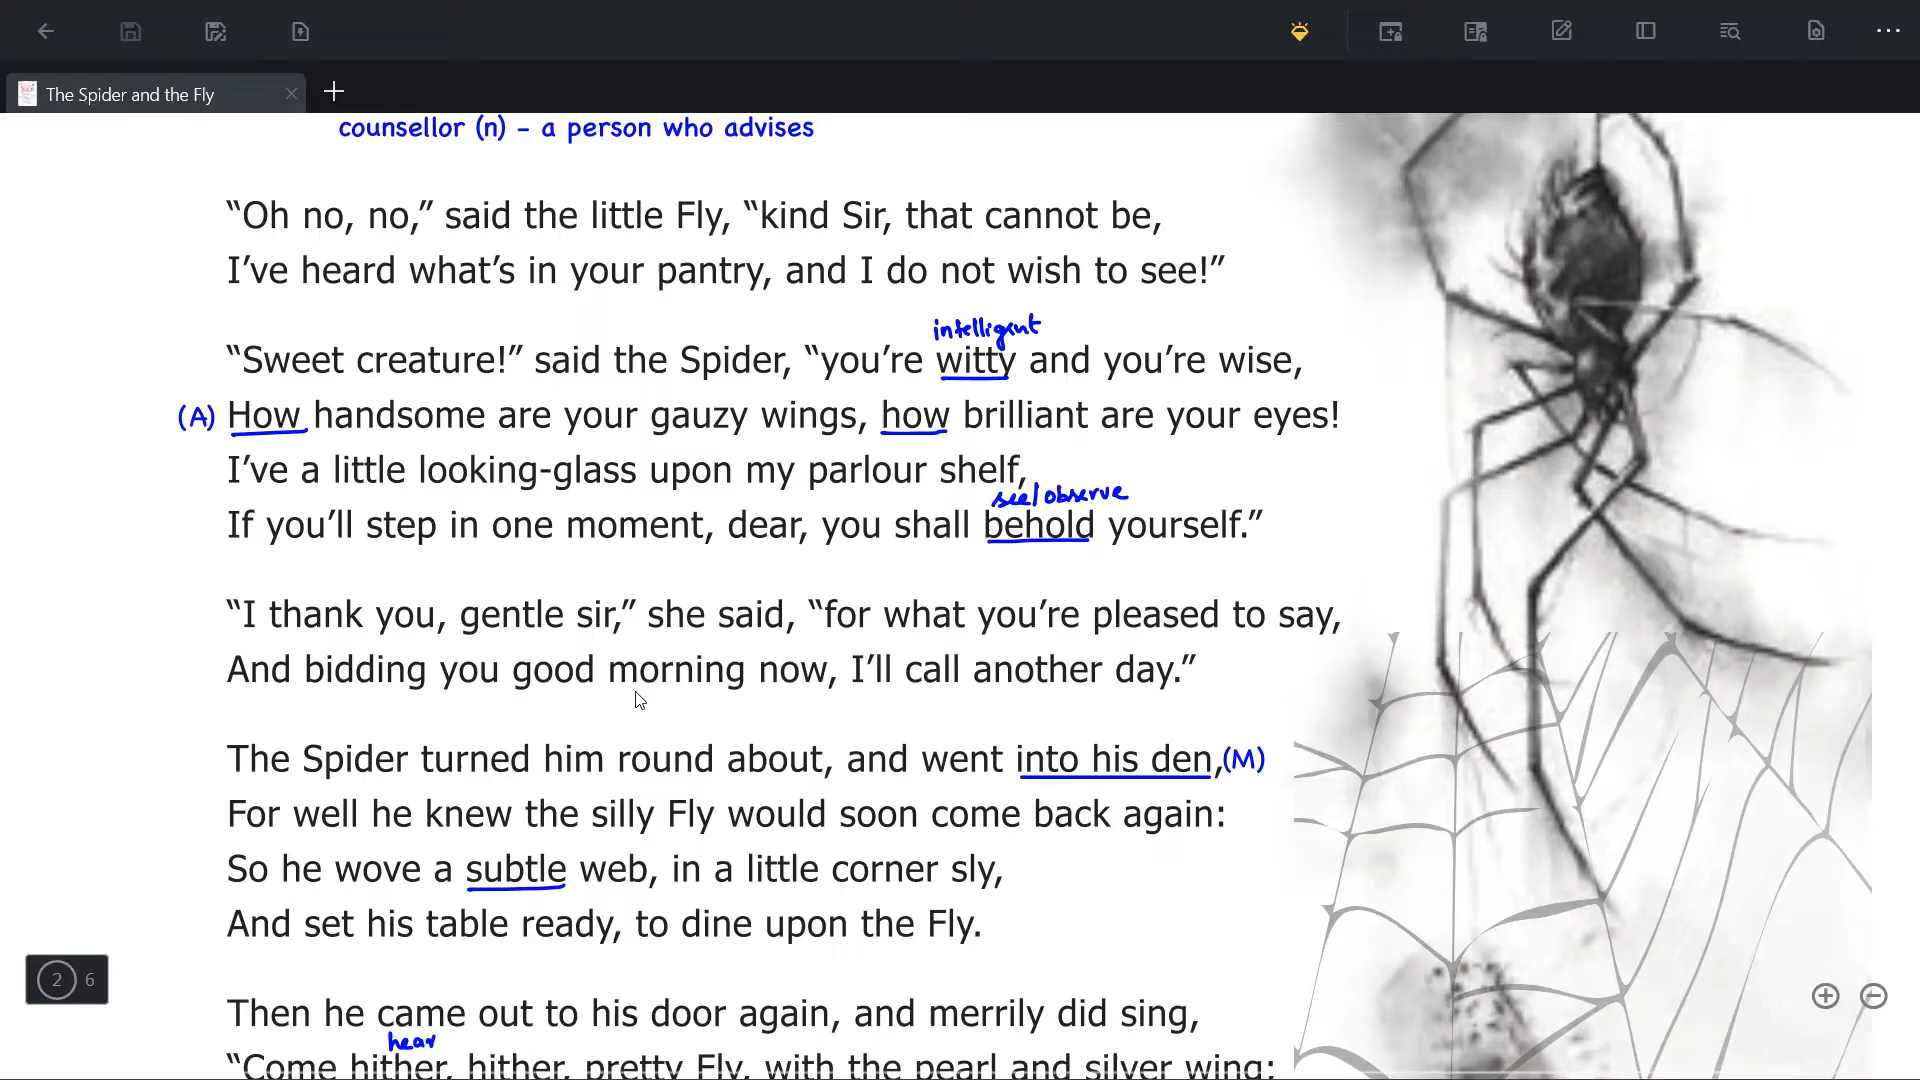 The Spider and the Fly
counsellor (n) - a person who advises
“Oh no, no,” said the little Fly, “kind Sir, that cannot be,
I’ve heard what’s in your pantry, and I do not wish to see!”
intelligent
“Sweet creature!” said the Spider, “you’re witty and you’re wise,
(A) How handsome are your gauzy wings, how brilliant are your eyes!
I’ve a little looking-glass upon my parlour shelf,
see/observe
If you’ll step in one moment, dear, you shall behold yourself.”
“I thank you, gentle sir,” she said, “for what you’re pleased to say,
And bidding you good morning now, I’ll call another day.”
The Spider turned him round about, and went into his den, (M)
For well he knew the silly Fly would soon come back again:
So he wove a subtle web, in a little corner sly,
And set his table ready, to dine upon the Fly.
Then he came out to his door again, and merrily did sing,
hear
“Come hither, hither, pretty Fly, with the pearl and silver wing;
2 6